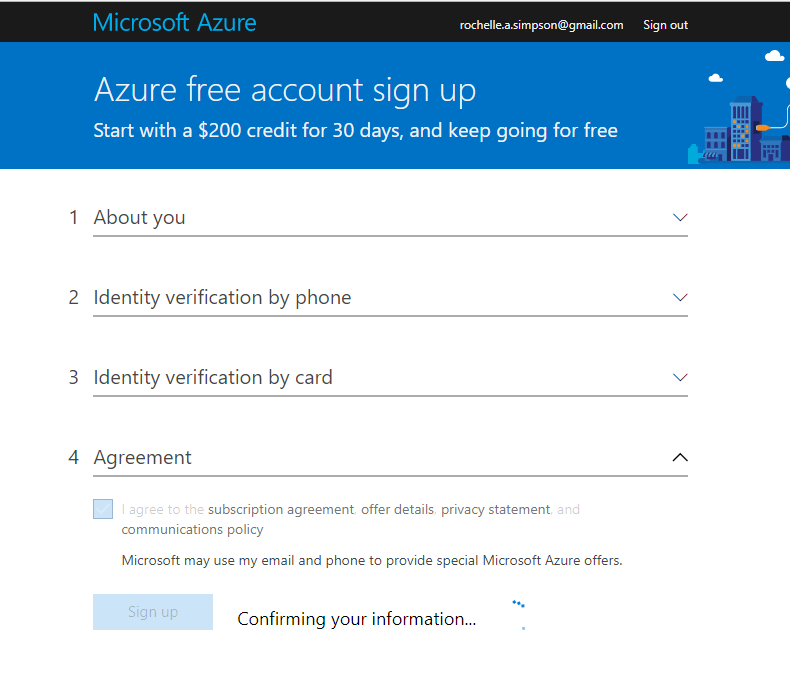 Microsoft Azure
rochelle.a.simpson@gmail.com Sign out
Azure free account sign up
Start with a $200 credit for 30 days, and keep going for free
1 About you
2 Identity verification by phone
3 Identity verification by card
4 Agreement
I agree to the subscription agreement, offer details, privacy statement, and
communications policy
Microsoft may use my email and phone to provide special Microsoft Azure offers.
Sign up Confirming your information...